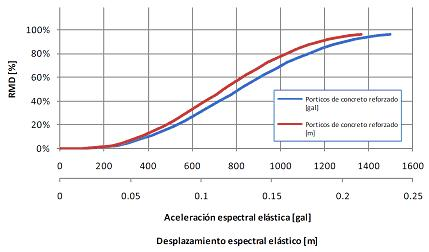 100%
80%
60%
40%
20%
0%
RMD [%]
Porticos de concreto reforzado
[gal]
Porticos de concreto reforzado
[m]
0 200 400 600 800 1000 1200 1400 1600
0 0.05 0.1 0.15 0.2 0.25
Aceleración espectral elástica [gal]
Desplazamiento espectral elástico [m]